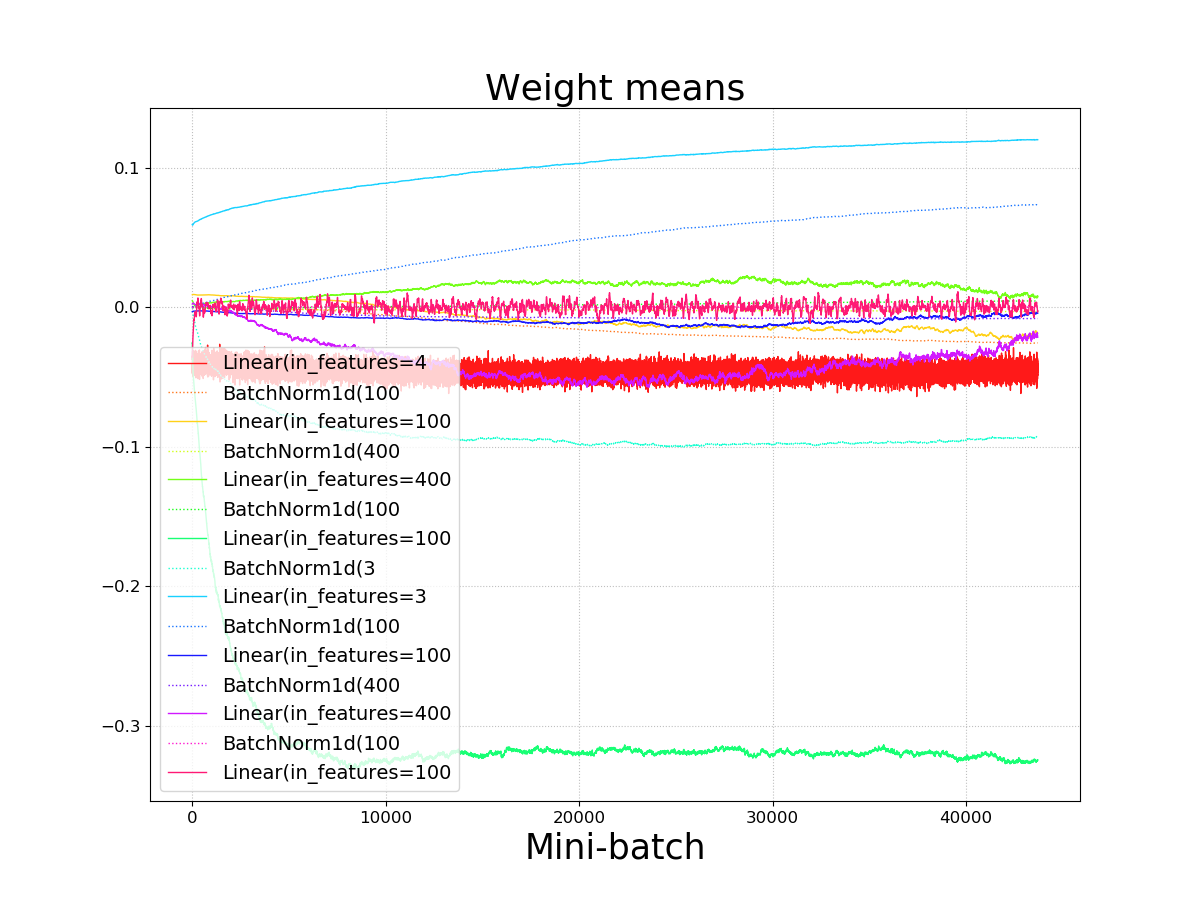 Weight means
0.1
0.0
−0.1
−0.2
−0.3
Linear(in_features=4
BatchNorm1d(100
Linear(in_features=100
BatchNorm1d(400
Linear(in_features=400
BatchNorm1d(100
Linear(in_features=100
BatchNorm1d(3
Linear(in_features=3
BatchNorm1d(100
Linear(in_features=100
BatchNorm1d(400
Linear(in_features=400
BatchNorm1d(100
Linear(in_features=100
0 10000 20000 30000 40000
Mini-batch